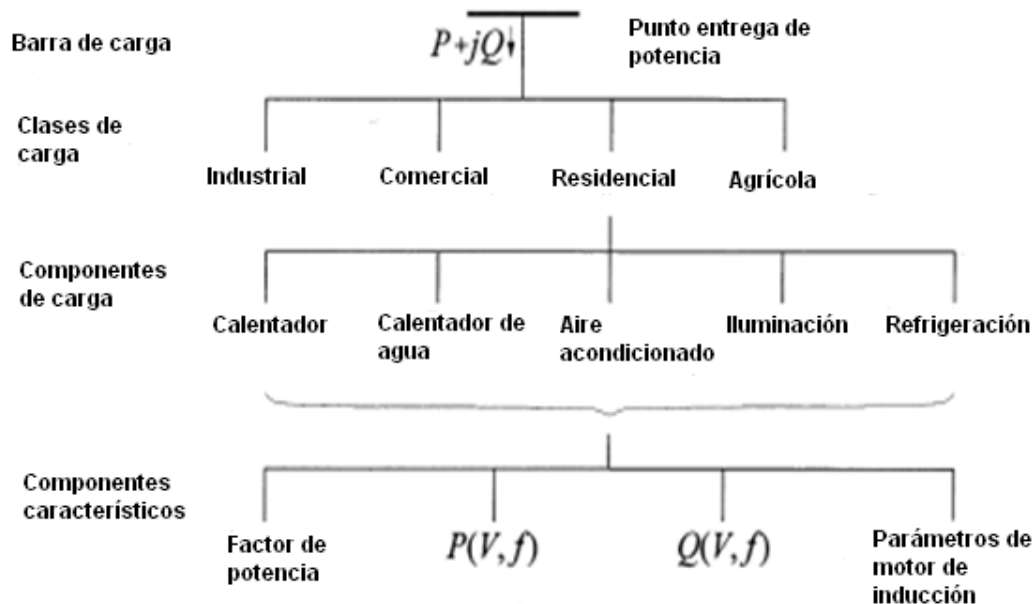 Barra de carga
P+jQ
Punto entrega de
potencia
Clases de
carga
Industrial
Comercial
Residencial
Agrícola
Componentes
de carga
Calentador
Calentador de
agua
Aire
acondicionado
Iluminación
Refrigeración
Componentes
característicos
Factor de
potencia
P(V,f)
Q(V,f)
Parámetros de
motor de
inducción